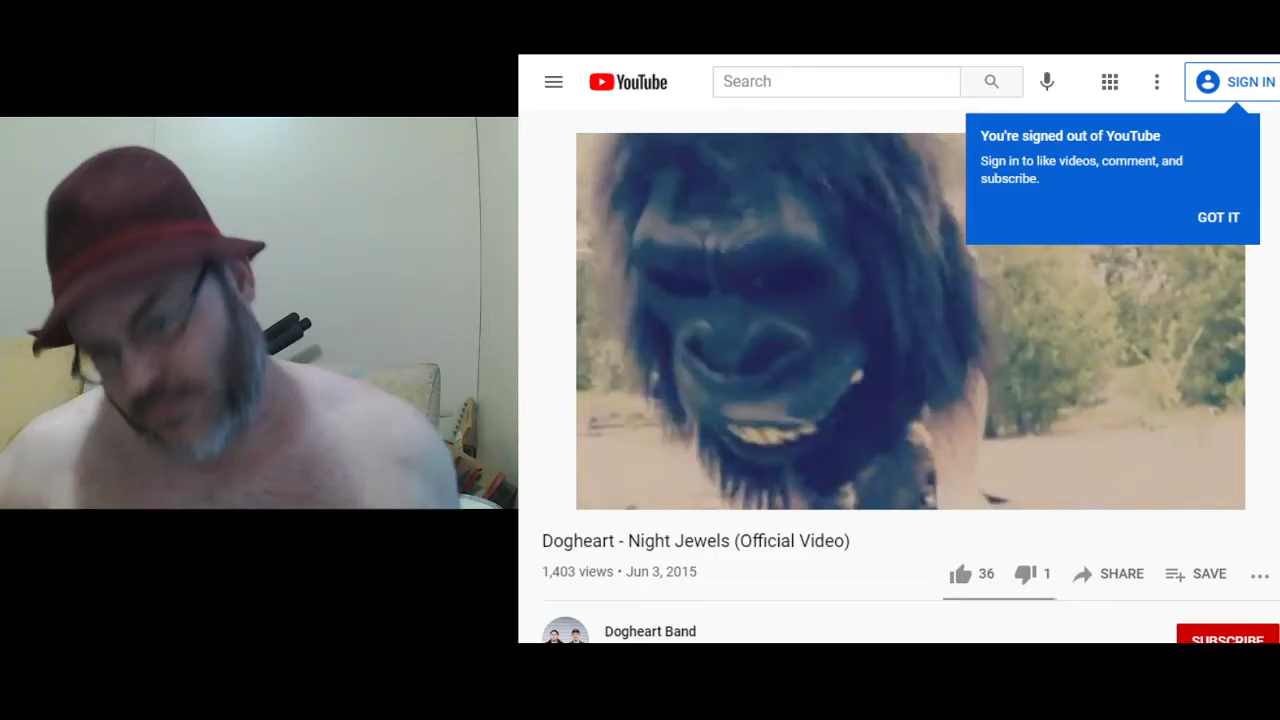 YouTube
Search
SIGN IN
You're signed out of YouTube
Sign in to like videos, comment, and
subscribe.
GOT IT
Dogheart - Night Jewels (Official Video)
1,403 views • Jun 3, 2015
36
1
SHARE
SAVE
Dogheart Band
SUBSCRIBE